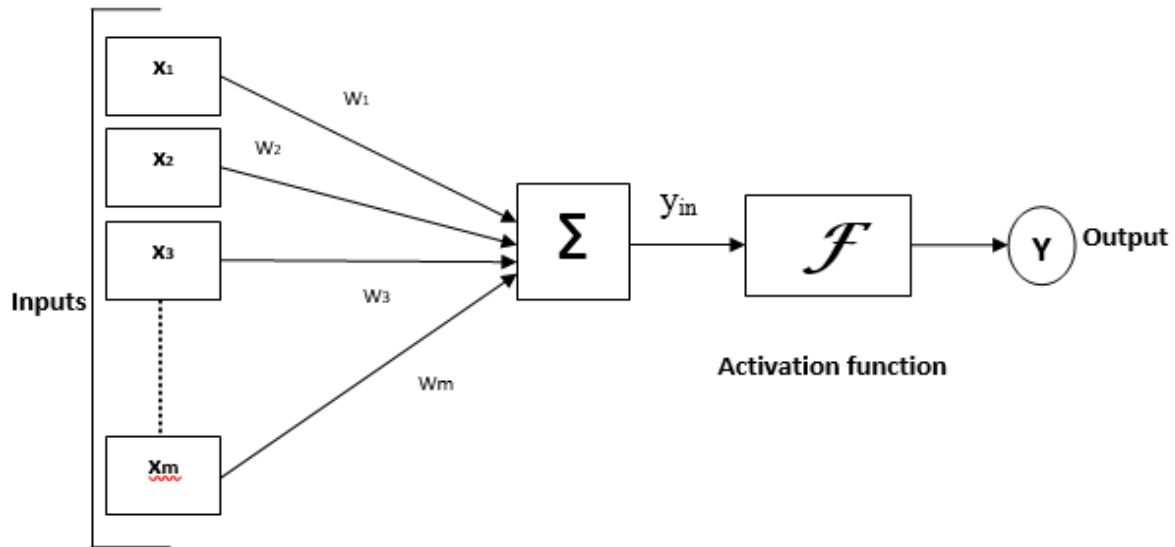 Inputs
x1
x2
x3
xm
W1
W2
W3
Wm
Σ
yin
F
Y
Output
Activation function